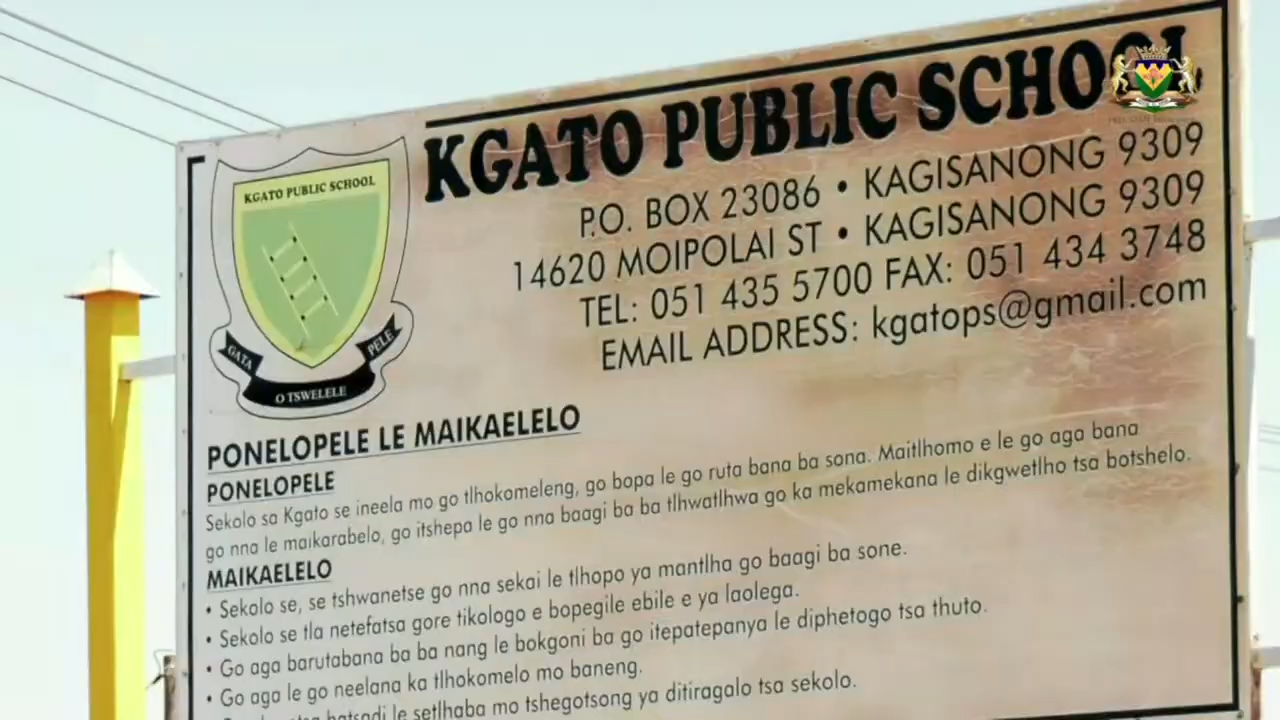 KGATO PUBLIC SCHOOL
P.O. BOX 23086 • KAGISANONG 9309
14620 MOIPOLAI ST • KAGISANONG 9309
TEL: 051 435 5700 FAX: 051 434 3748
EMAIL ADDRESS: kgatops@gmail.com
KGATO PUBLIC SCHOOL
GATA
O TSWELELE
PELE
PONELOPELE LE MAIKAELELO
PONELOPELE
Sekolo sa Kgato se ineela mo go tlhokomeleng, go bopa le go ruta bana ba sona. Maitlhomo e le go aga bana
go nna le maikarabelo, go itshepa le go nna baagi ba ba tlhwatlhwa go ka mekamekana le dikgwetlho tsa botshelo.
MAIKAELELO
• Sekolo se, se tshwanetse go nna sekai le tlhopo ya mantlha go baagi ba sone.
• Sekolo se tla netefatsa gore tikologo e bopegile ebile e ya laolega.
• Go aga barutabana ba ba nang le bokgoni ba go itepatepanya le diphetogo tsa thuto.
• Go aga le go neelana ka tlhokomelo mo baneng.
batsadi le setlhaba mo tshegotsong ya ditiragalo tsa sekolo.